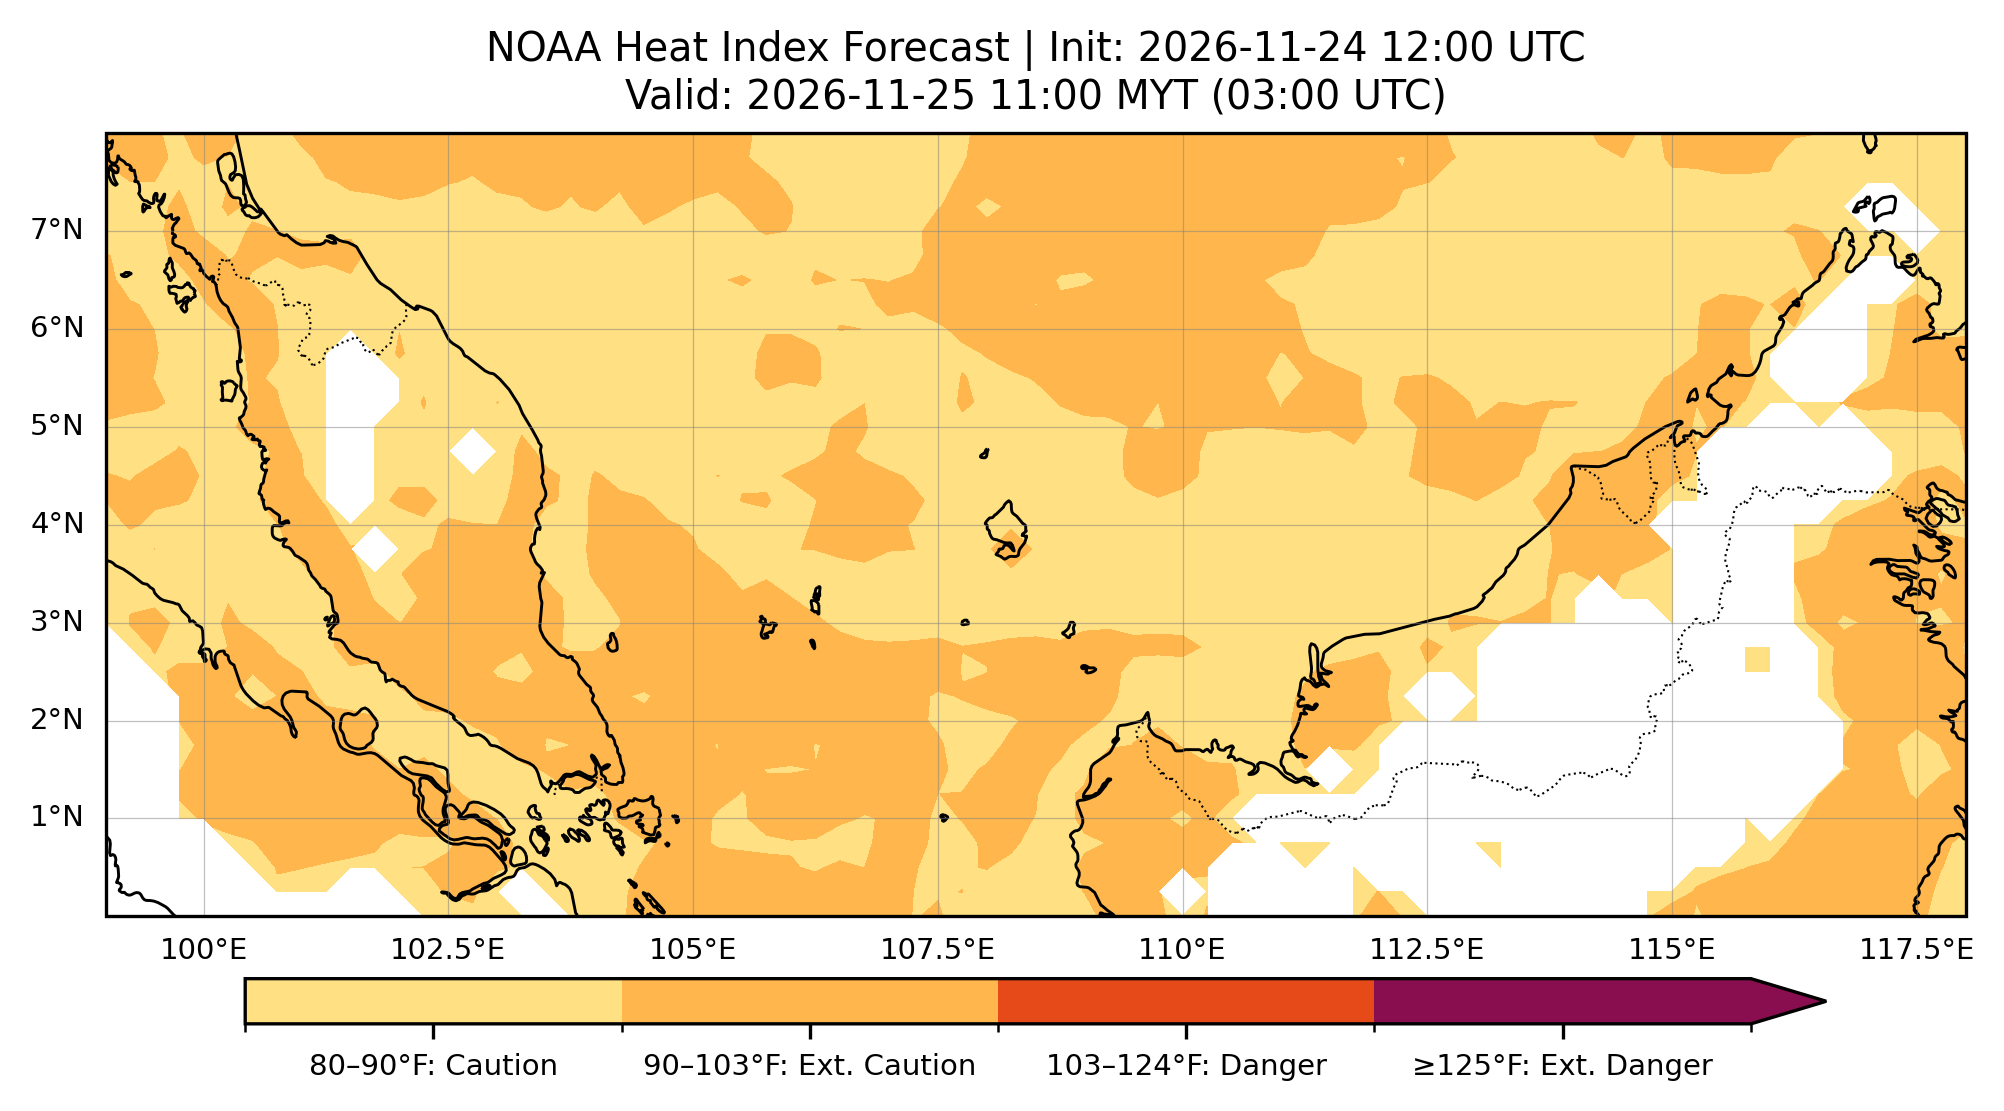 NOAA Heat Index Forecast | Init: 2026-11-24 12:00 UTC
Valid: 2026-11-25 11:00 MYT (03:00 UTC)
7°N
6°N
5°N
4°N
3°N
2°N
1°N
100°E 102.5°E 105°E 107.5°E 110°E 112.5°E 115°E 117.5°E
80–90°F: Caution 90–103°F: Ext. Caution 103–124°F: Danger ≥125°F: Ext. Danger